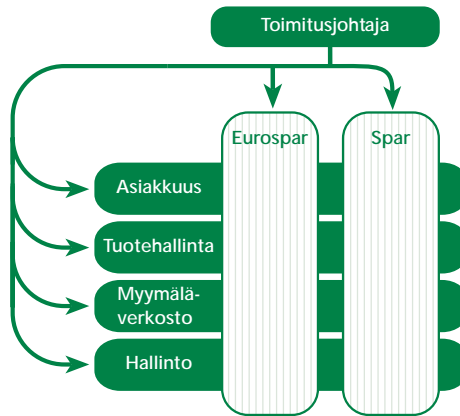 Toimitusjohtaja
Eurospar
Spar
Asiakkuus
Tuotehallinta
Myymälä-
verkosto
Hallinto